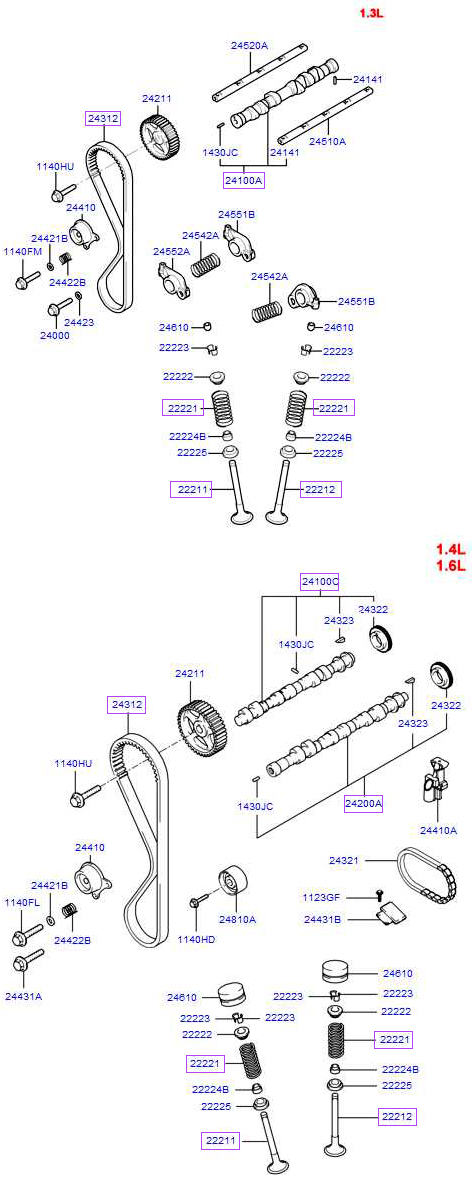 1.3L
24520A
24141
24211
24312
24510A
1430JC
24141
24100A
1140HU
24410
24551B
24421B
24542A
1140FM
24552A
24542A
24422B
24551B
24423
24000
24610
24610
22223
22223
22222
22222
22221
22221
22224B
22224B
22225
22225
22211
22212
1.4L
1.6L
24100C
24322
24323
1430JC
24211
24312
24322
24323
1140HU
1430JC
24200A
24410A
24410
24321
24421B
1123GF
1140FL
24810A
24431B
24422B
1140HD
24431A
24610
24610
22223
22223
22223
22223
22222
22222
22221
22221
22224B
22224B
22225
22225
22211
22212